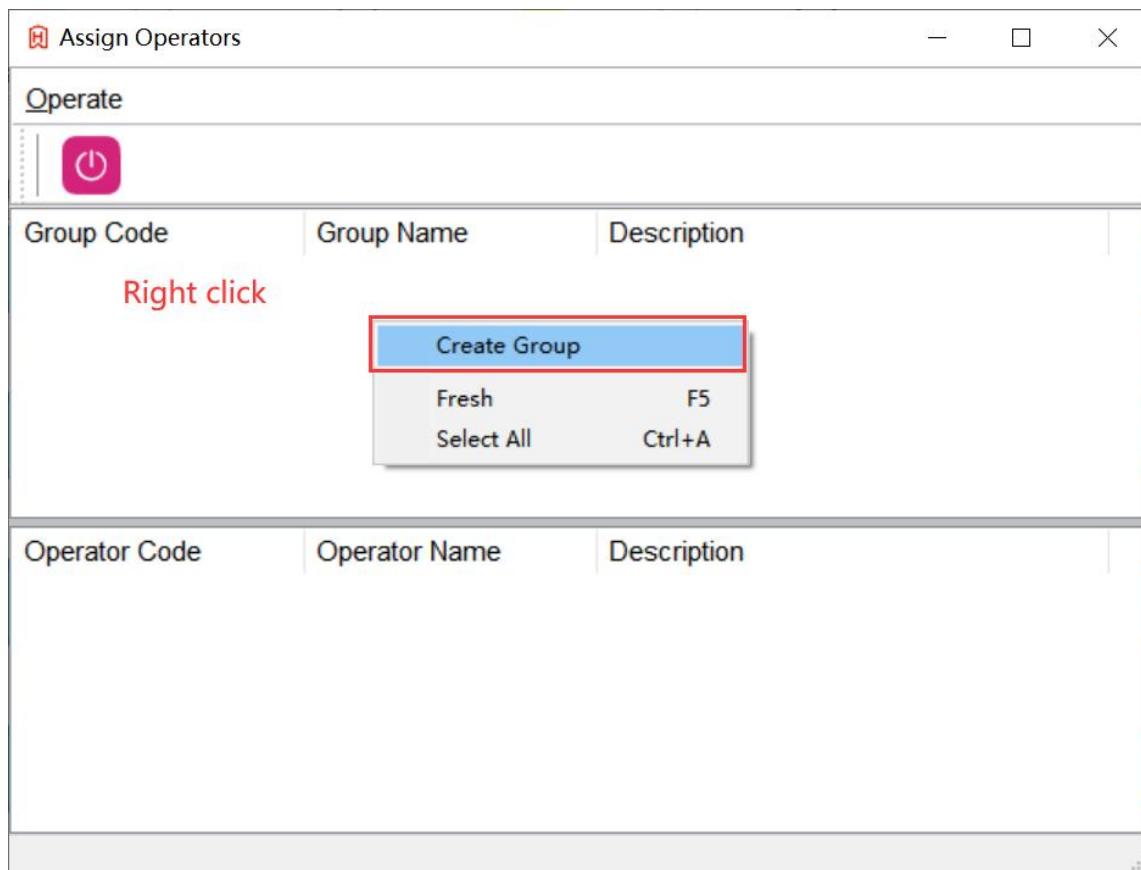 Assign Operators
Operate
Group Code Group Name Description
Right click
Create Group
Fresh F5
Select All Ctrl+A
Operator Code Operator Name Description